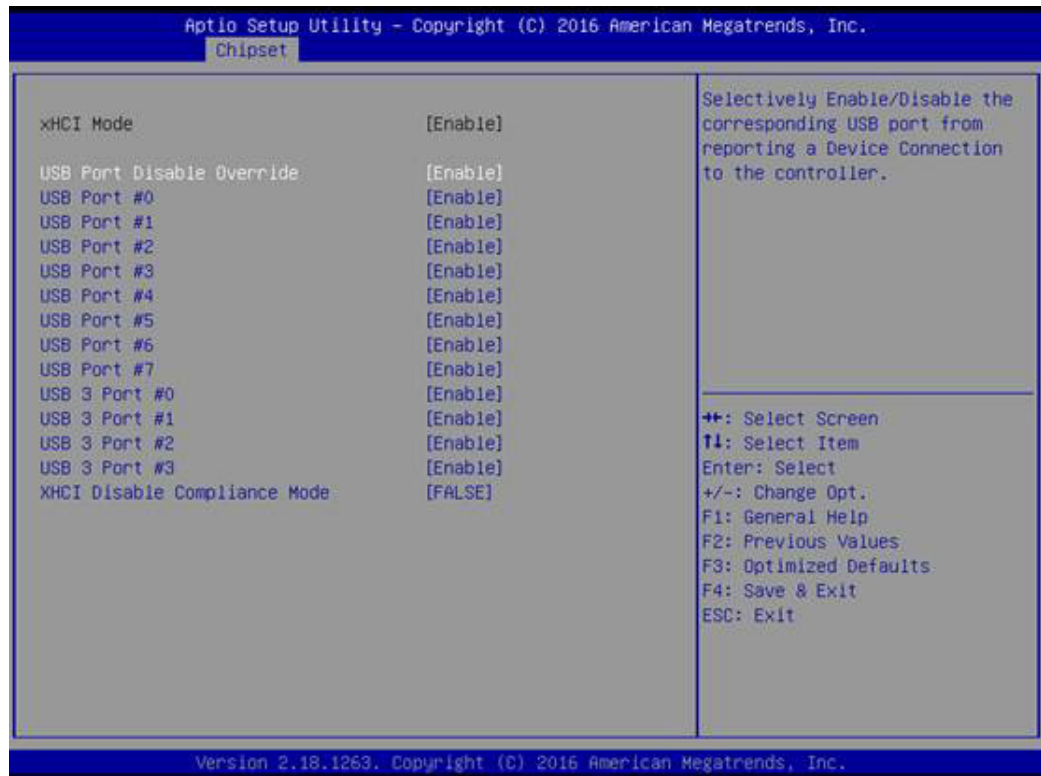 Aptio Setup Utility – Copyright (C) 2016 American Megatrends, Inc.
Chipset
xHCI Mode [Enable]
USB Port Disable Override [Enable]
USB Port #0 [Enable]
USB Port #1 [Enable]
USB Port #2 [Enable]
USB Port #3 [Enable]
USB Port #4 [Enable]
USB Port #5 [Enable]
USB Port #6 [Enable]
USB Port #7 [Enable]
USB 3 Port #0 [Enable]
USB 3 Port #1 [Enable]
USB 3 Port #2 [Enable]
USB 3 Port #3 [Enable]
XHCI Disable Compliance Mode [FALSE]
Selectively Enable/Disable the
corresponding USB port from
reporting a Device Connection
to the controller.
→←: Select Screen
↑↓: Select Item
Enter: Select
+/-: Change Opt.
F1: General Help
F2: Previous Values
F3: Optimized Defaults
F4: Save & Exit
ESC: Exit
Version 2.18.1263. Copyright (C) 2016 American Megatrends, Inc.